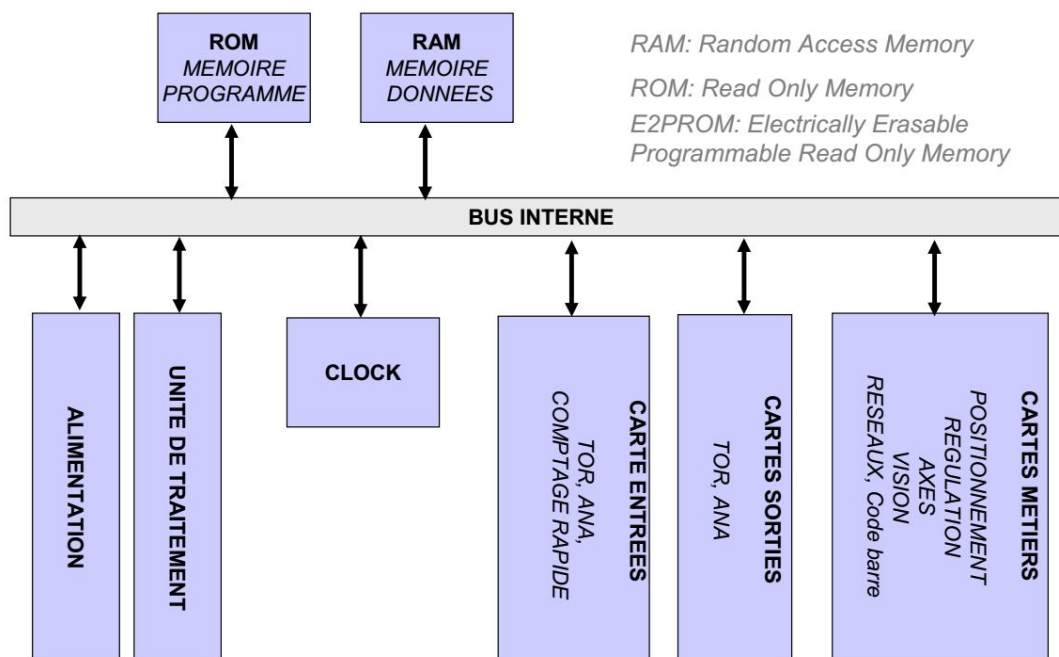 ROM
MEMOIRE
PROGRAMME
RAM
MEMOIRE
DONNEES
RAM: Random Access Memory
ROM: Read Only Memory
E2PROM: Electrically Erasable
Programmable Read Only Memory
BUS INTERNE
ALIMENTATION
UNITE DE TRAITEMENT
CLOCK
CARTE ENTREES
TOR, ANA,
COMPTAGE RAPIDE
CARTES SORTIES
TOR, ANA
CARTES METIERS
POSITIONNEMENT
REGULATION
AXES
VISION
RESEAUX, Code barre